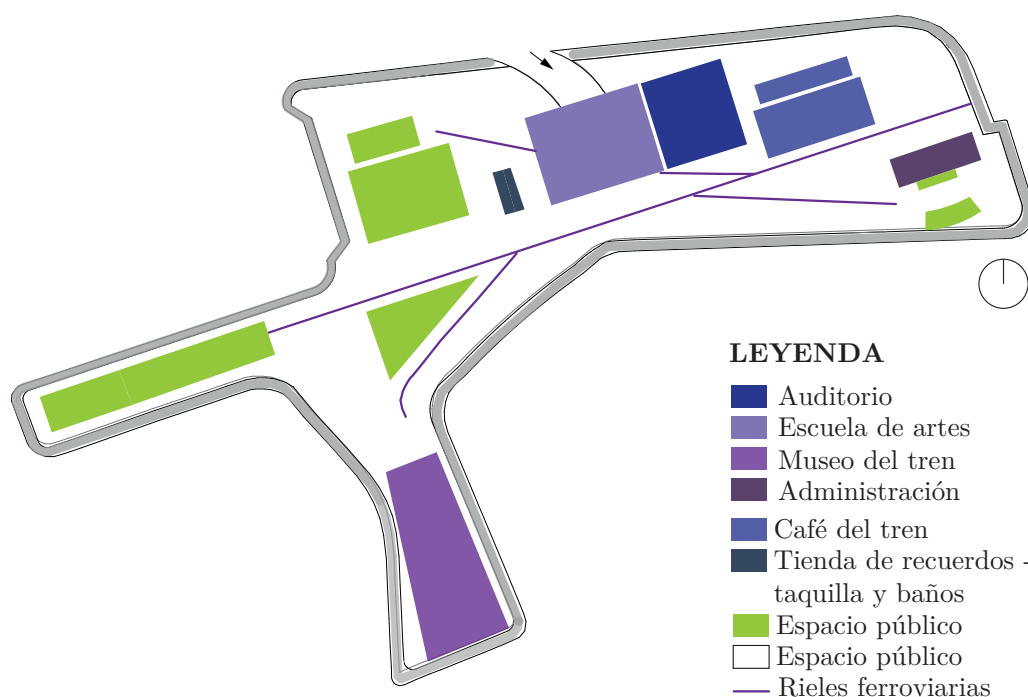 LEYENDA
Auditorio
Escuela de artes
Museo del tren
Administración
Café del tren
Tienda de recuerdos -
taquilla y baños
Espacio público
Espacio público
Rieles ferroviarias